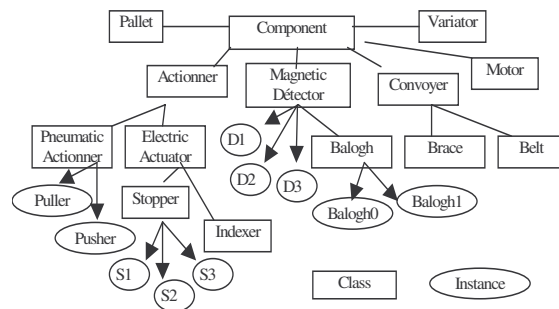 Pallet
Component
Variator
Actionner
Magnetic
Détector
Convoyer
Motor
Pneumatic
Actionner
Electric
Actuator
D1
D2
D3
Balogh
Brace
Belt
Puller
Pusher
Stopper
Indexer
Balogh0
Balogh1
S1
S2
S3
Class
Instance